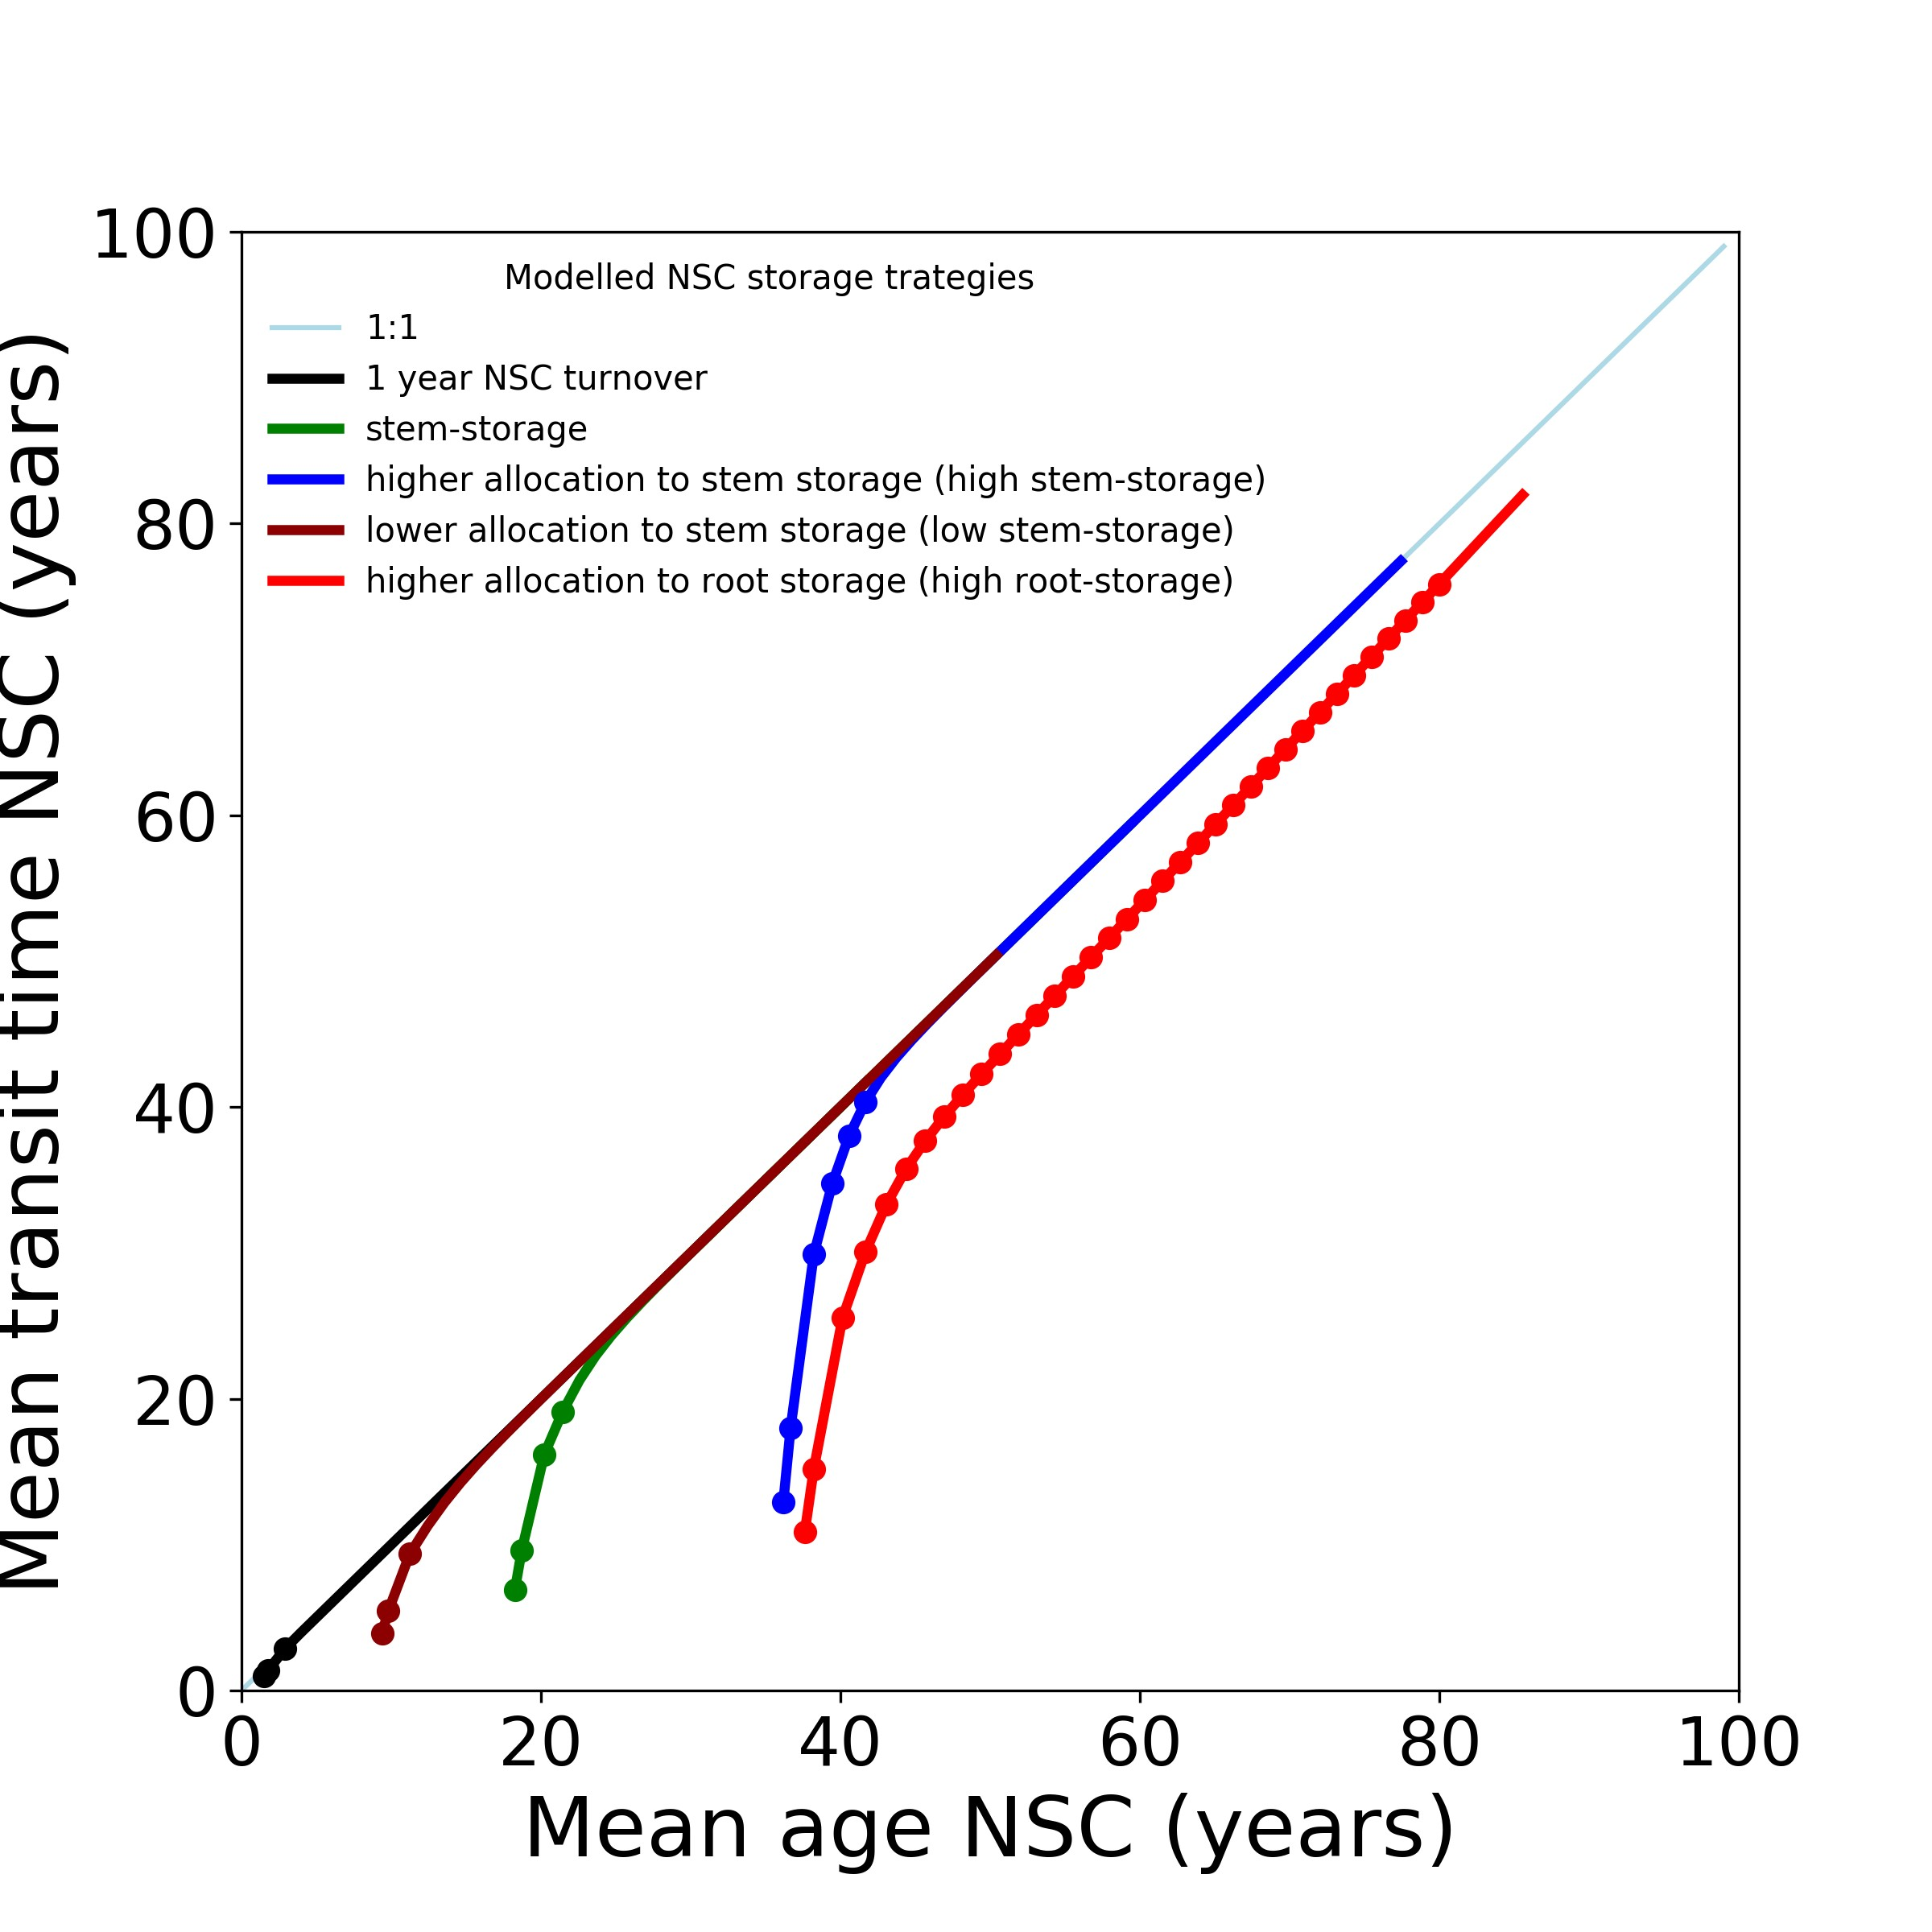 Mean transit time NSC (years)
100
80
60
40
20
0
Modelled NSC storage trategies
1:1
1 year NSC turnover
stem-storage
higher allocation to stem storage (high stem-storage)
lower allocation to stem storage (low stem-storage)
higher allocation to root storage (high root-storage)
0 20 40 60 80 100
Mean age NSC (years)